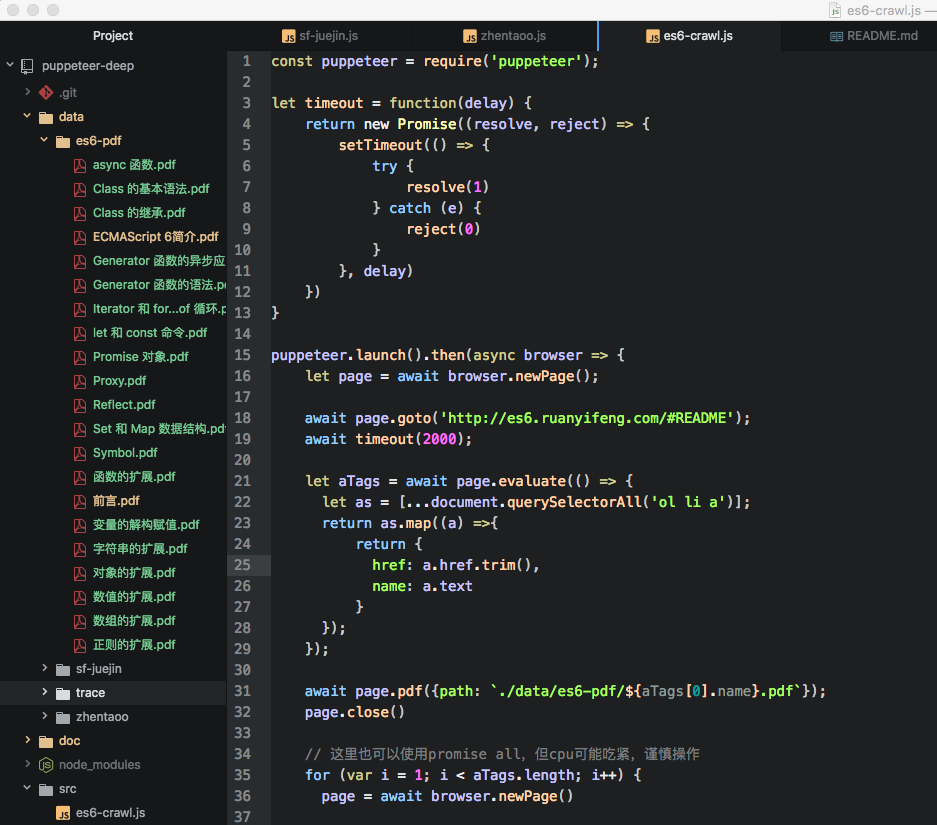 es6-crawl.js —
Project
sf-juejin.js
zhentaoo.js
es6-crawl.js
README.md
puppeteer-deep
.git
data
es6-pdf
async 函数.pdf
Class 的基本语法.pdf
Class 的继承.pdf
ECMAScript 6简介.pdf
Generator 函数的异步应
Generator 函数的语法.p
Iterator 和 for...of 循环.p
let 和 const 命令.pdf
Promise 对象.pdf
Proxy.pdf
Reflect.pdf
Set 和 Map 数据结构.pdf
Symbol.pdf
函数的扩展.pdf
前言.pdf
变量的解构赋值.pdf
字符串的扩展.pdf
对象的扩展.pdf
数值的扩展.pdf
数组的扩展.pdf
正则的扩展.pdf
sf-juejin
trace
zhentaoo
doc
node_modules
src
es6-crawl.js
1 const puppeteer = require('puppeteer');
2
3 let timeout = function(delay) {
4 return new Promise((resolve, reject) => {
5 setTimeout(() => {
6 try {
7 resolve(1)
8 } catch (e) {
9 reject(0)
10 }
11 }, delay)
12 })
13 }
14
15 puppeteer.launch().then(async browser => {
16 let page = await browser.newPage();
17
18 await page.goto('http://es6.ruanyifeng.com/#README');
19 await timeout(2000);
20
21 let aTags = await page.evaluate(() => {
22 let as = [...document.querySelectorAll('ol li a')];
23 return as.map((a) =>{
24 return {
25 href: a.href.trim(),
26 name: a.text
27 }
28 });
29 });
30
31 await page.pdf({path: `./data/es6-pdf/${aTags[0].name}.pdf`});
32 page.close()
33
34 // 这里也可以使用promise all，但cpu可能吃紧，谨慎操作
35 for (var i = 1; i < aTags.length; i++) {
36 page = await browser.newPage()
37